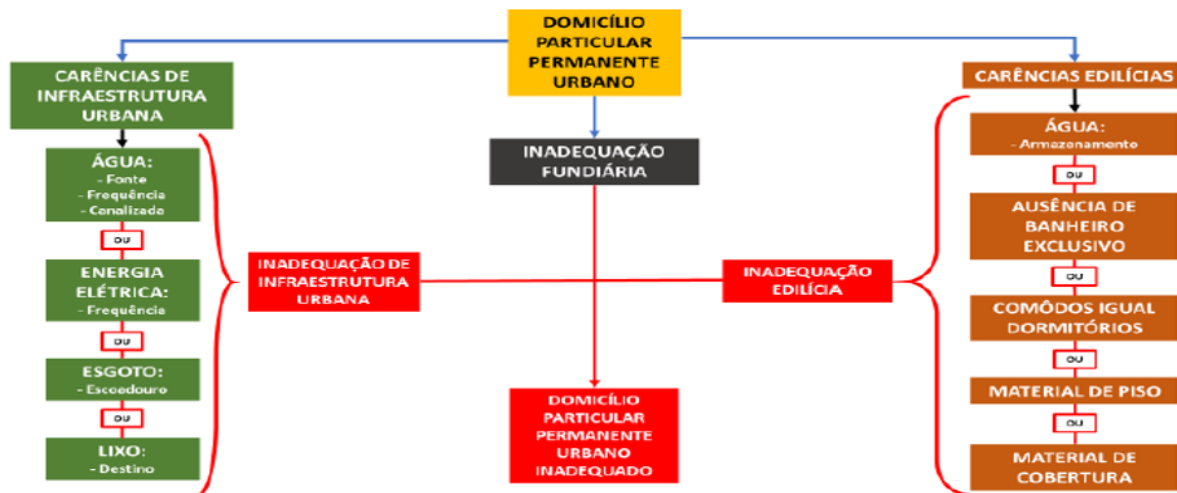 DOMICÍLIO
PARTICULAR
PERMANENTE
URBANO
CARÊNCIAS DE
INFRAESTRUTURA
URBANA
ÁGUA:
- Fonte
- Frequência
- Canalizada
OU
ENERGIA
ELÉTRICA:
- Frequência
OU
ESGOTO:
- Escoedouro
OU
LIXO:
- Destino
INADEQUAÇÃO DE
INFRAESTRUTURA
URBANA
INADEQUAÇÃO
FUNDIÁRIA
DOMICÍLIO
PARTICULAR
PERMANENTE
URBANO
INADEQUADO
INADEQUAÇÃO
EDILÍCIA
CARÊNCIAS EDILÍCIAS
ÁGUA:
- Armazenamento
OU
AUSÊNCIA DE
BANHEIRO
EXCLUSIVO
OU
COMÔDOS IGUAL
DORMITÓRIOS
OU
MATERIAL DE PISO
OU
MATERIAL DE
COBERTURA